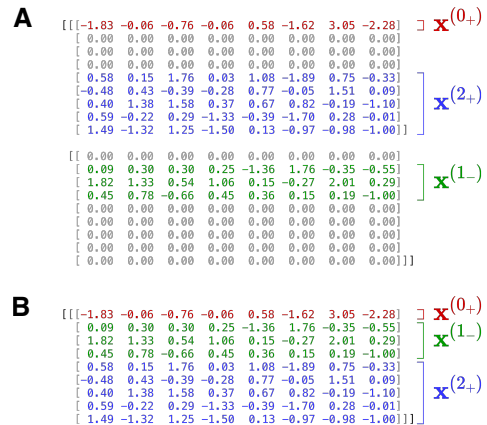 A
[[[-1.83 -0.06 -0.76 -0.06 0.58 -1.62 3.05 -2.28] x^(0+)
[ 0.00 0.00 0.00 0.00 0.00 0.00 0.00 0.00]
[ 0.00 0.00 0.00 0.00 0.00 0.00 0.00 0.00]
[ 0.00 0.00 0.00 0.00 0.00 0.00 0.00 0.00]
[ 0.58 0.15 1.76 0.03 1.08 -1.89 0.75 -0.33]
[-0.48 0.43 -0.39 -0.28 0.77 -0.05 1.51 0.09]
[ 0.40 1.38 1.58 0.37 0.67 0.82 -0.19 -1.10] x^(2+)
[ 0.59 -0.22 0.29 -1.33 -0.39 -1.70 0.28 -0.01]
[ 1.49 -1.32 1.25 -1.50 0.13 -0.97 -0.98 -1.00]]
[[ 0.00 0.00 0.00 0.00 0.00 0.00 0.00 0.00]
[ 0.09 0.30 0.30 0.25 -1.36 1.76 -0.35 -0.55]
[ 1.82 1.33 0.54 1.06 0.15 -0.27 2.01 0.29] x^(1-)
[ 0.45 0.78 -0.66 0.45 0.36 0.15 0.19 -1.00]
[ 0.00 0.00 0.00 0.00 0.00 0.00 0.00 0.00]
[ 0.00 0.00 0.00 0.00 0.00 0.00 0.00 0.00]
[ 0.00 0.00 0.00 0.00 0.00 0.00 0.00 0.00]
[ 0.00 0.00 0.00 0.00 0.00 0.00 0.00 0.00]
[ 0.00 0.00 0.00 0.00 0.00 0.00 0.00 0.00]]]
B
[[[-1.83 -0.06 -0.76 -0.06 0.58 -1.62 3.05 -2.28] x^(0+)
[ 0.09 0.30 0.30 0.25 -1.36 1.76 -0.35 -0.55]
[ 1.82 1.33 0.54 1.06 0.15 -0.27 2.01 0.29] x^(1-)
[ 0.45 0.78 -0.66 0.45 0.36 0.15 0.19 -1.00]
[ 0.58 0.15 1.76 0.03 1.08 -1.89 0.75 -0.33]
[-0.48 0.43 -0.39 -0.28 0.77 -0.05 1.51 0.09]
[ 0.40 1.38 1.58 0.37 0.67 0.82 -0.19 -1.10] x^(2+)
[ 0.59 -0.22 0.29 -1.33 -0.39 -1.70 0.28 -0.01]
[ 1.49 -1.32 1.25 -1.50 0.13 -0.97 -0.98 -1.00]]]